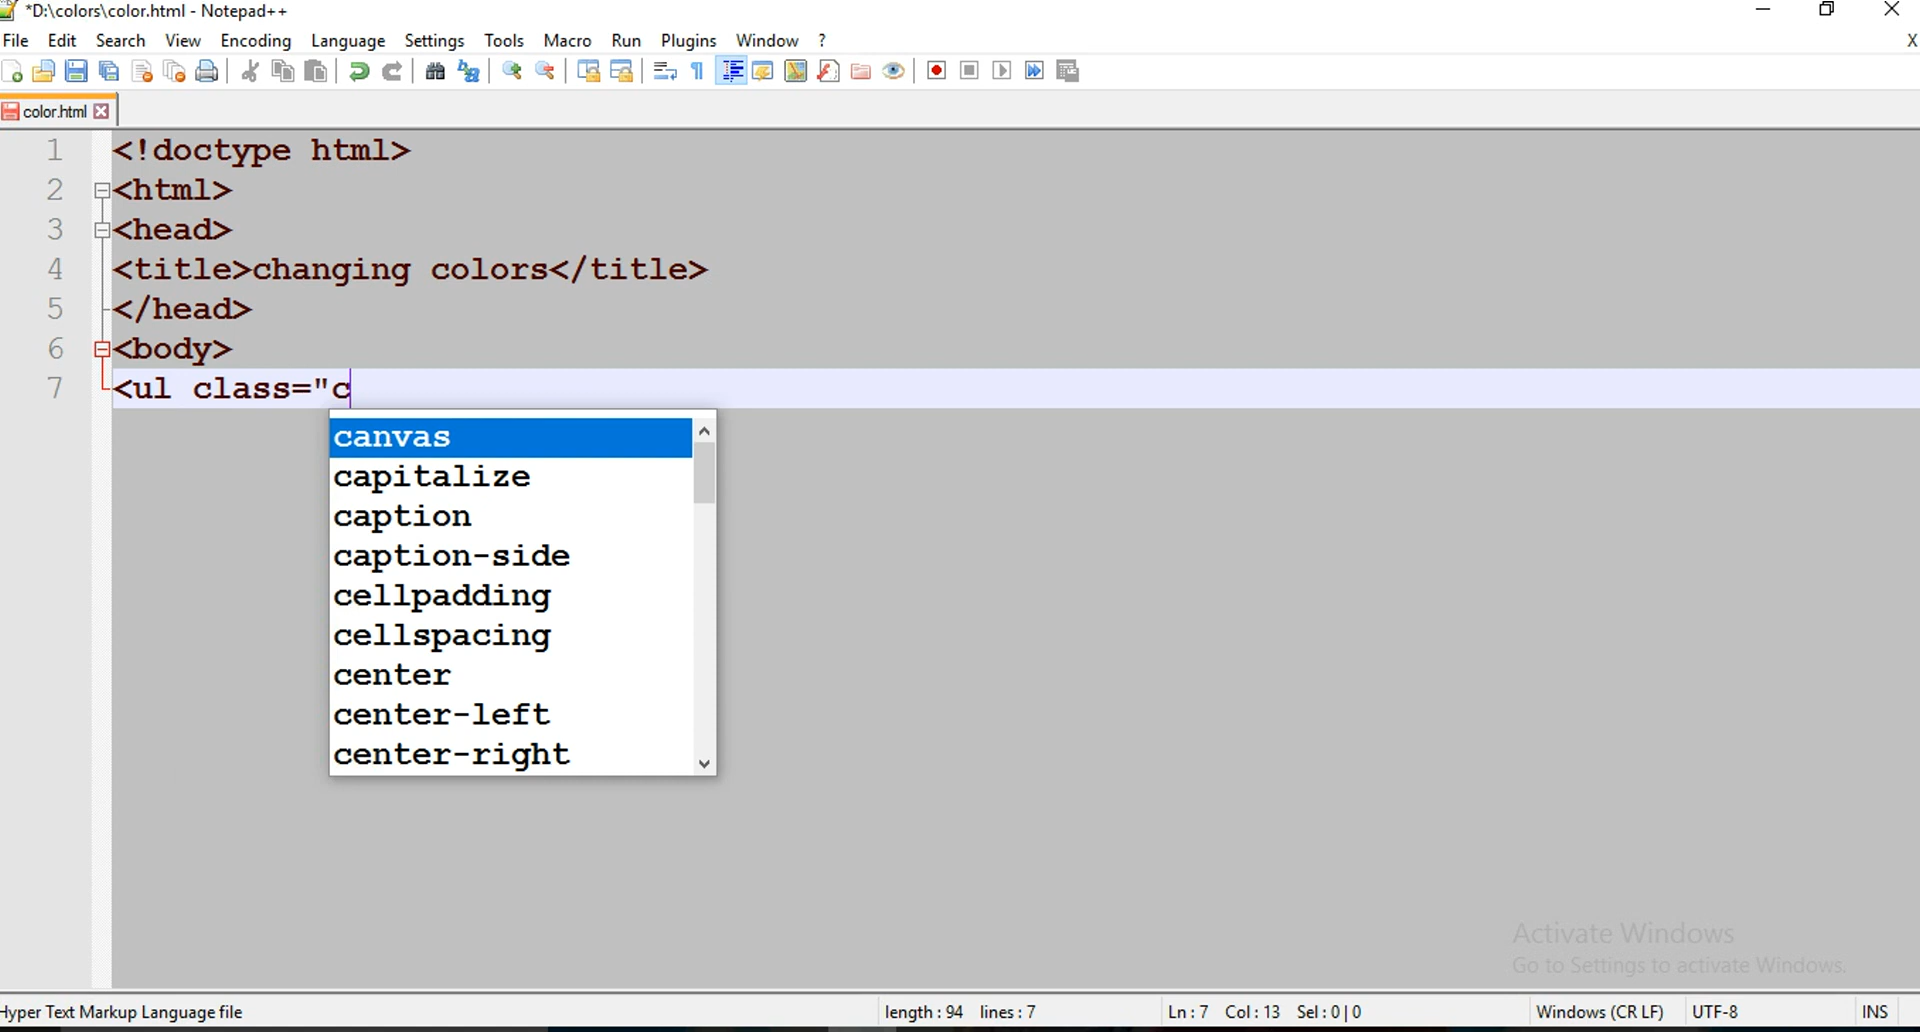 *D:\colors\color.html - Notepad++
File Edit Search View Encoding Language Settings Tools Macro Run Plugins Window ? X
color.html
1 <!doctype html>
2 <html>
3 <head>
4 <title>changing colors</title>
5 </head>
6 <body>
7 <ul class="c
canvas
capitalize
caption
caption-side
cellpadding
cellspacing
center
center-left
center-right
Activate Windows
Go to Settings to activate Windows.
Hyper Text Markup Language file length : 94 lines : 7 Ln : 7 Col : 13 Sel : 0 | 0 Windows (CR LF) UTF-8 INS